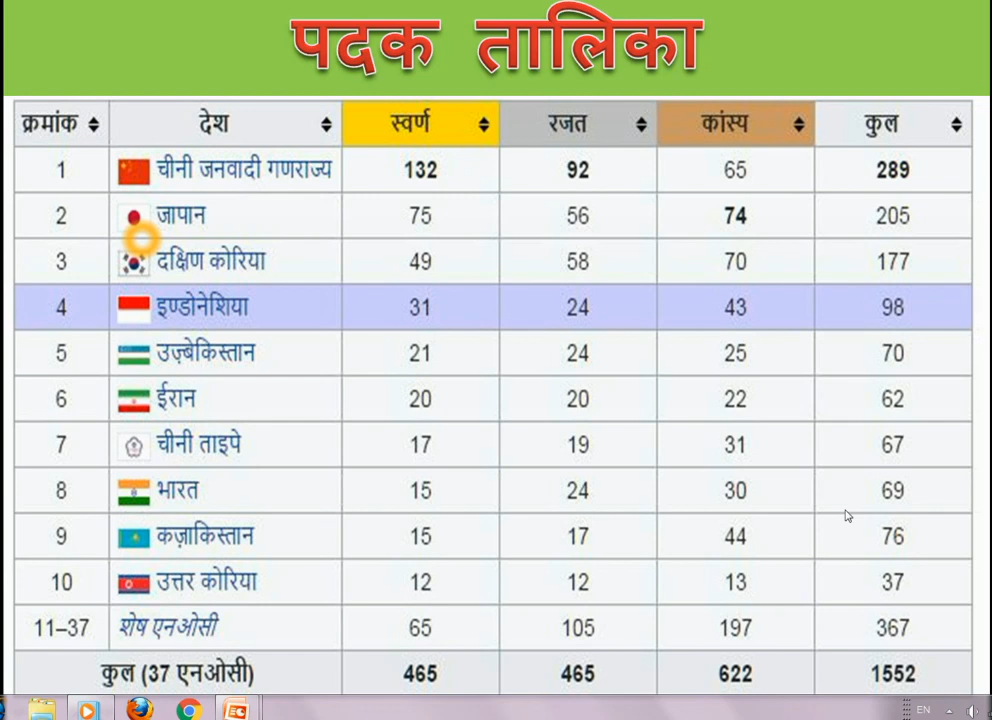 पदक तालिका
क्रमांक देश स्वर्ण रजत कांस्य कुल
1 चीनी जनवादी गणराज्य 132 92 65 289
2 जापान 75 56 74 205
3 दक्षिण कोरिया 49 58 70 177
4 इण्डोनेशिया 31 24 43 98
5 उज़्बेकिस्तान 21 24 25 70
6 ईरान 20 20 22 62
7 चीनी ताइपे 17 19 31 67
8 भारत 15 24 30 69
9 कज़ाकिस्तान 15 17 44 76
10 उत्तर कोरिया 12 12 13 37
11–37 शेष एनओसी 65 105 197 367
कुल (37 एनओसी) 465 465 622 1552
EN